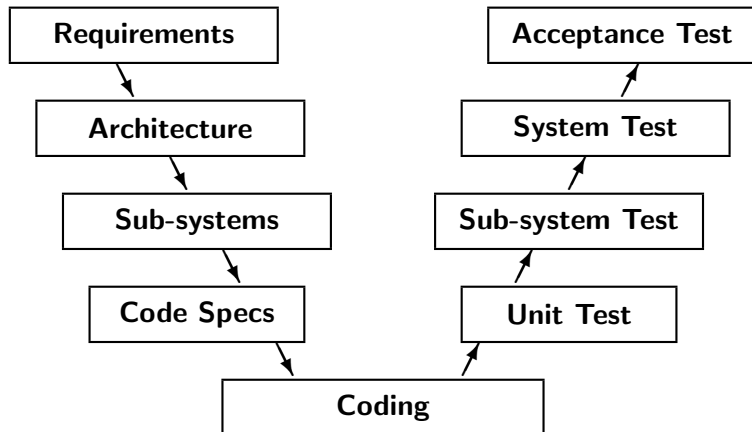 Requirements
Acceptance Test
Architecture
System Test
Sub-systems
Sub-system Test
Code Specs
Unit Test
Coding